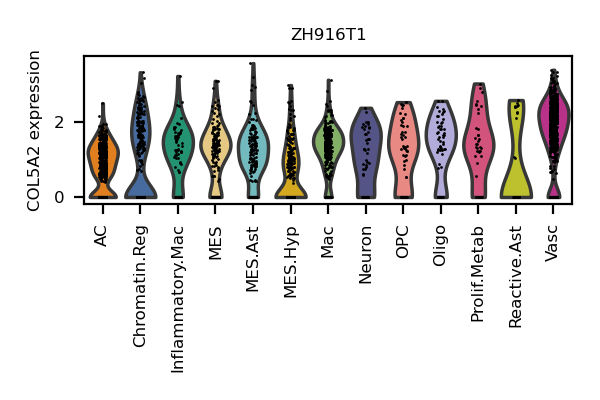 ZH916T1
COL5A2 expression
2
0
AC
Chromatin.Reg
Inflammatory.Mac
MES
MES.Ast
MES.Hyp
Mac
Neuron
OPC
Oligo
Prolif.Metab
Reactive.Ast
Vasc